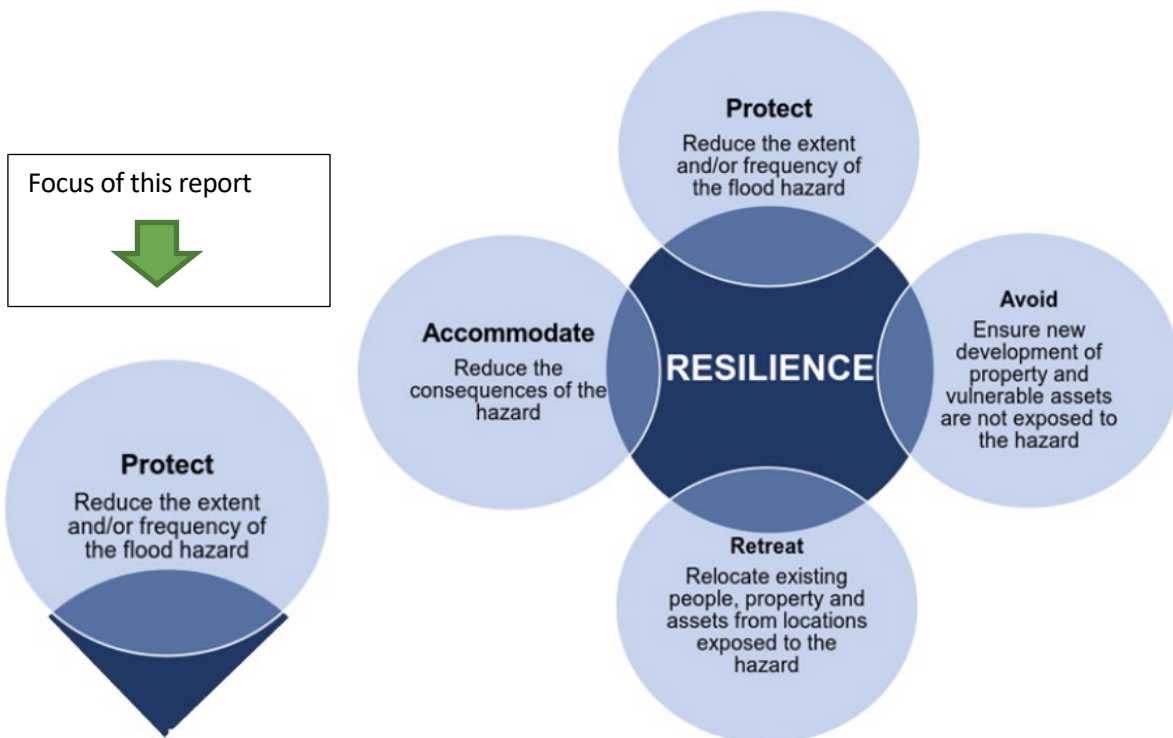 Focus of this report
Protect
Reduce the extent
and/or frequency of
the flood hazard
Protect
Reduce the extent
and/or frequency of
the flood hazard
Accommodate
Reduce the
consequences of the
hazard
RESILIENCE
Avoid
Ensure new
development of
property and
vulnerable assets
are not exposed to
the hazard
Retreat
Relocate existing
people, property and
assets from locations
exposed to the
hazard